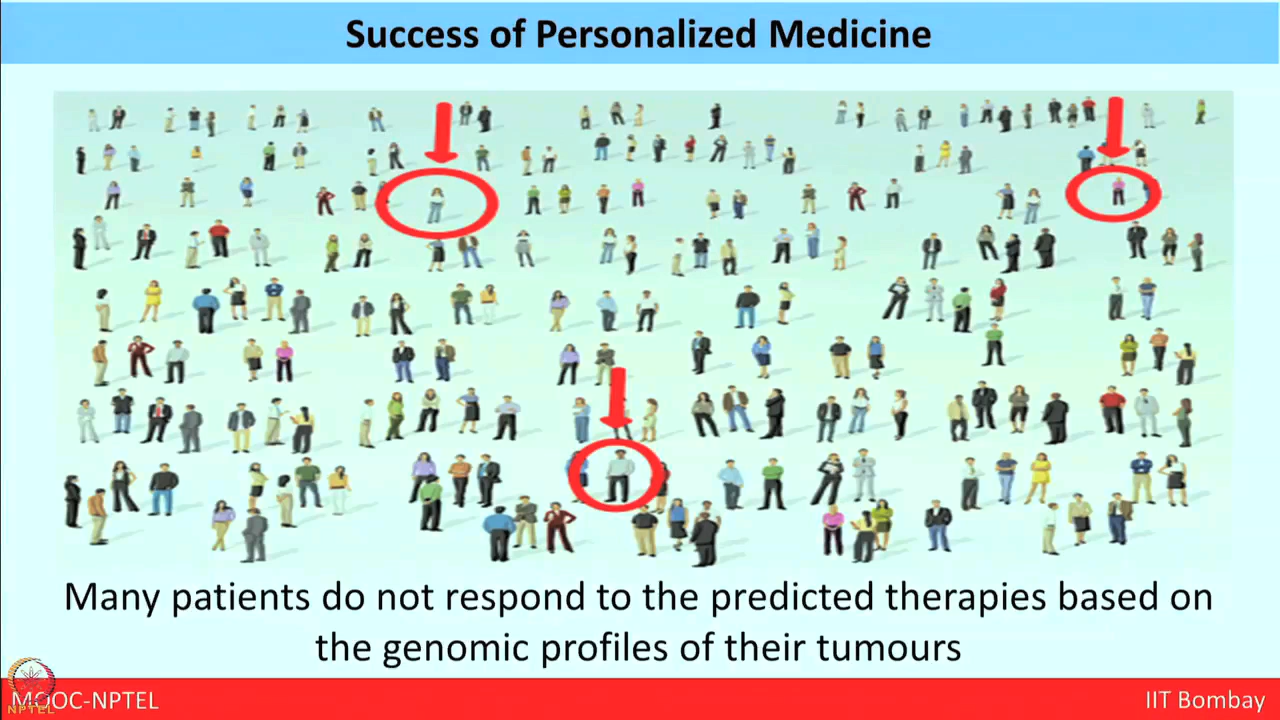 Success of Personalized Medicine
Many patients do not respond to the predicted therapies based on
the genomic profiles of their tumours
MOOC-NPTEL
NPTEL
IIT Bombay